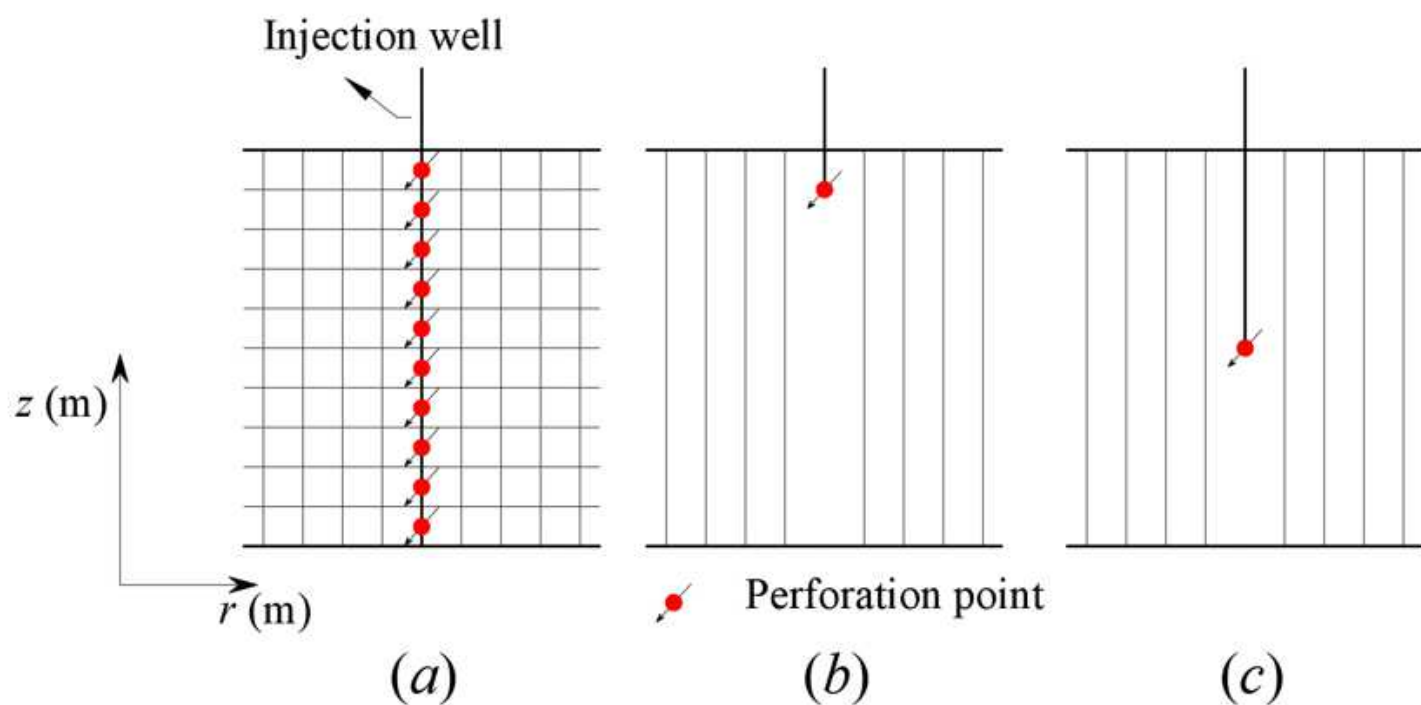 Injection well
z (m)
r (m)
Perforation point
(a)
(b)
(c)